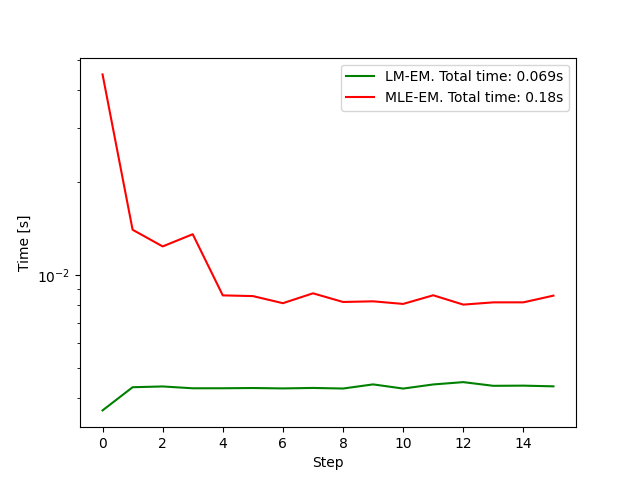 LM-EM. Total time: 0.069s
MLE-EM. Total time: 0.18s
Time [s]
10⁻²
0 2 4 6 8 10 12 14
Step